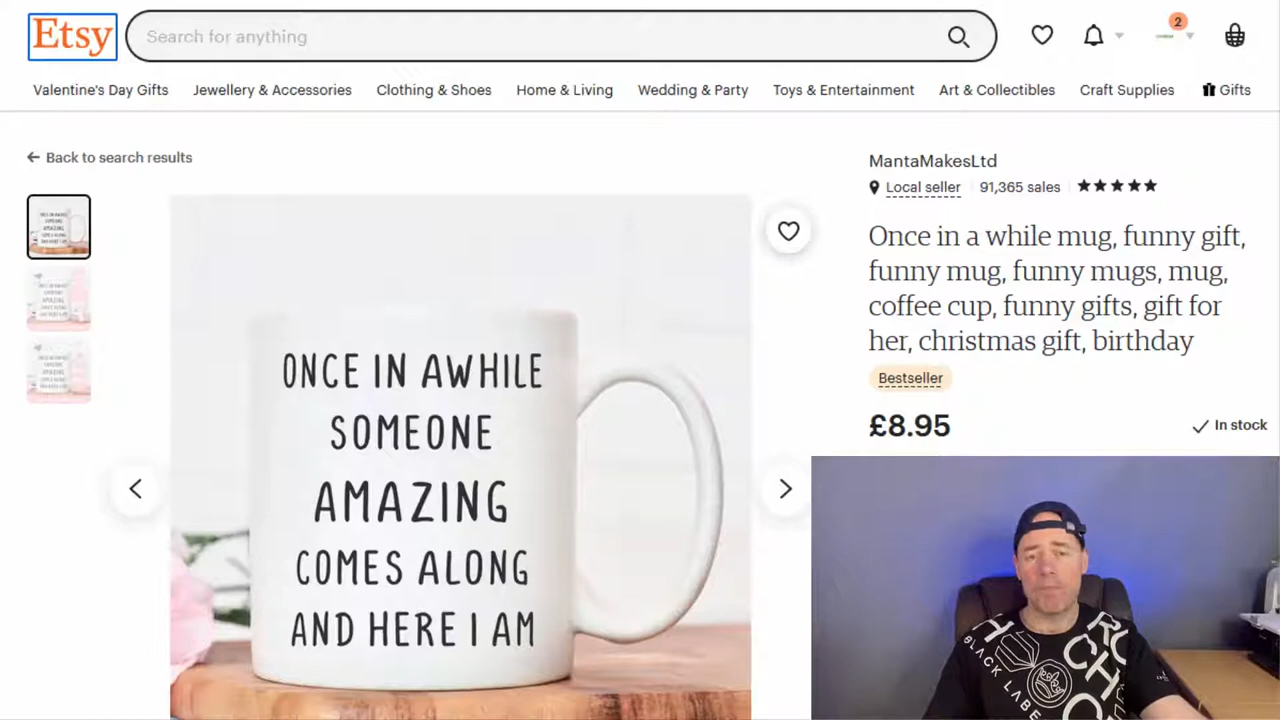 Etsy
Search for anything
2
Valentine's Day Gifts
Jewellery & Accessories
Clothing & Shoes
Home & Living
Wedding & Party
Toys & Entertainment
Art & Collectibles
Craft Supplies
Gifts
Back to search results
MantaMakesLtd
Local seller
91,365 sales
Once in a while mug, funny gift,
funny mug, funny mugs, mug,
coffee cup, funny gifts, gift for
her, christmas gift, birthday
Bestseller
£8.95
In stock
ONCE IN AWHILE
SOMEONE
AMAZING
COMES ALONG
AND HERE I AM
BLACK LABE